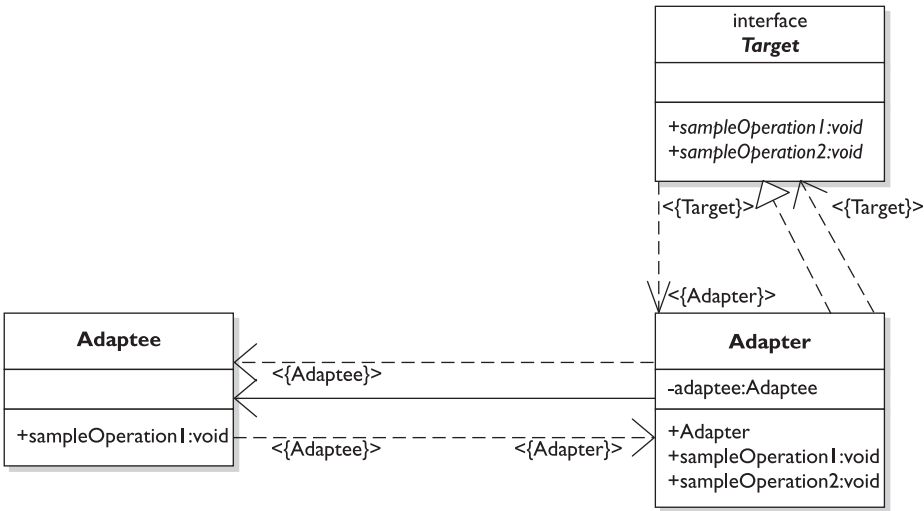 interface
Target
+sampleOperation1:void
+sampleOperation2:void
<{Target}>
<{Target}>
<{Adapter}>
Adaptee
+sampleOperation1:void
<{Adaptee}>
<{Adaptee}>
<{Adapter}>
Adapter
-adaptee:Adaptee
+Adapter
+sampleOperation1:void
+sampleOperation2:void